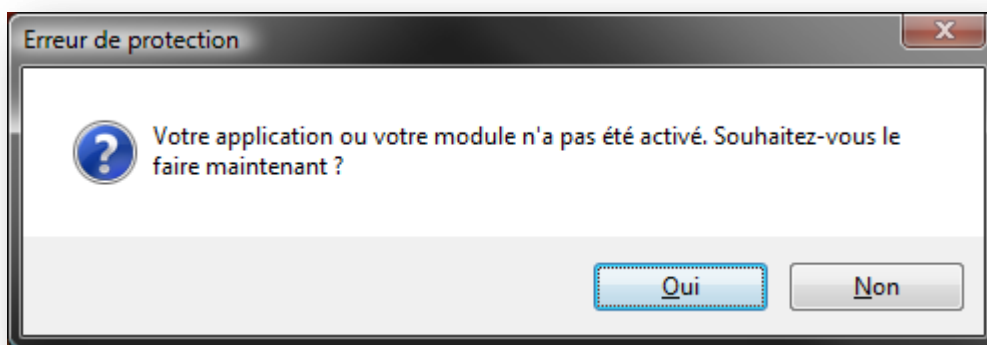 Erreur de protection
Votre application ou votre module n'a pas été activé. Souhaitez-vous le
faire maintenant ?
Oui
Non